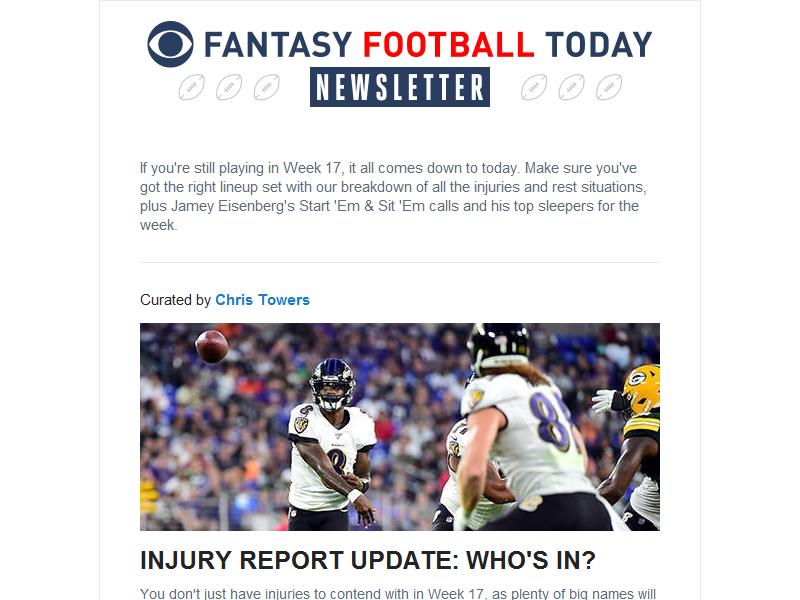 FANTASY FOOTBALL TODAY
NEWSLETTER
If you're still playing in Week 17, it all comes down to today. Make sure you've
got the right lineup set with our breakdown of all the injuries and rest situations,
plus Jamey Eisenberg's Start 'Em & Sit 'Em calls and his top sleepers for the
week.
Curated by Chris Towers
8
8
INJURY REPORT UPDATE: WHO'S IN?
You don't just have injuries to contend with in Week 17, as plenty of big names will